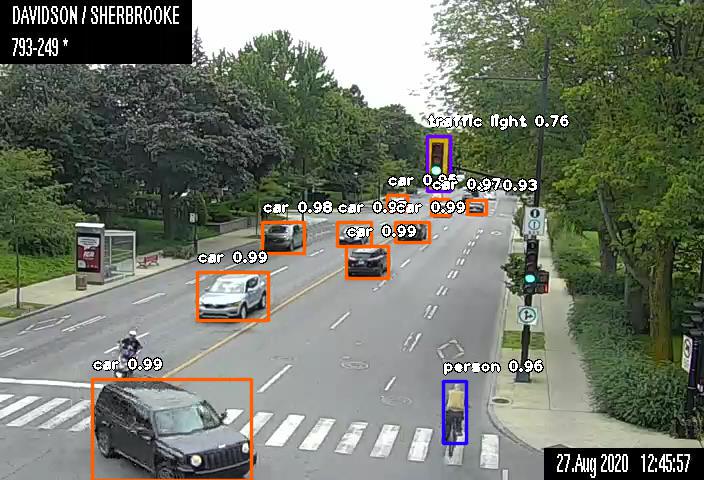 DAVIDSON / SHERBROOKE
793-249 *
traffic light 0.76
car 0.97
0.93
car 0.98
car 0.99
car 0.99
car 0.99
car 0.99
person 0.96
27.Aug 2020 12:45:57